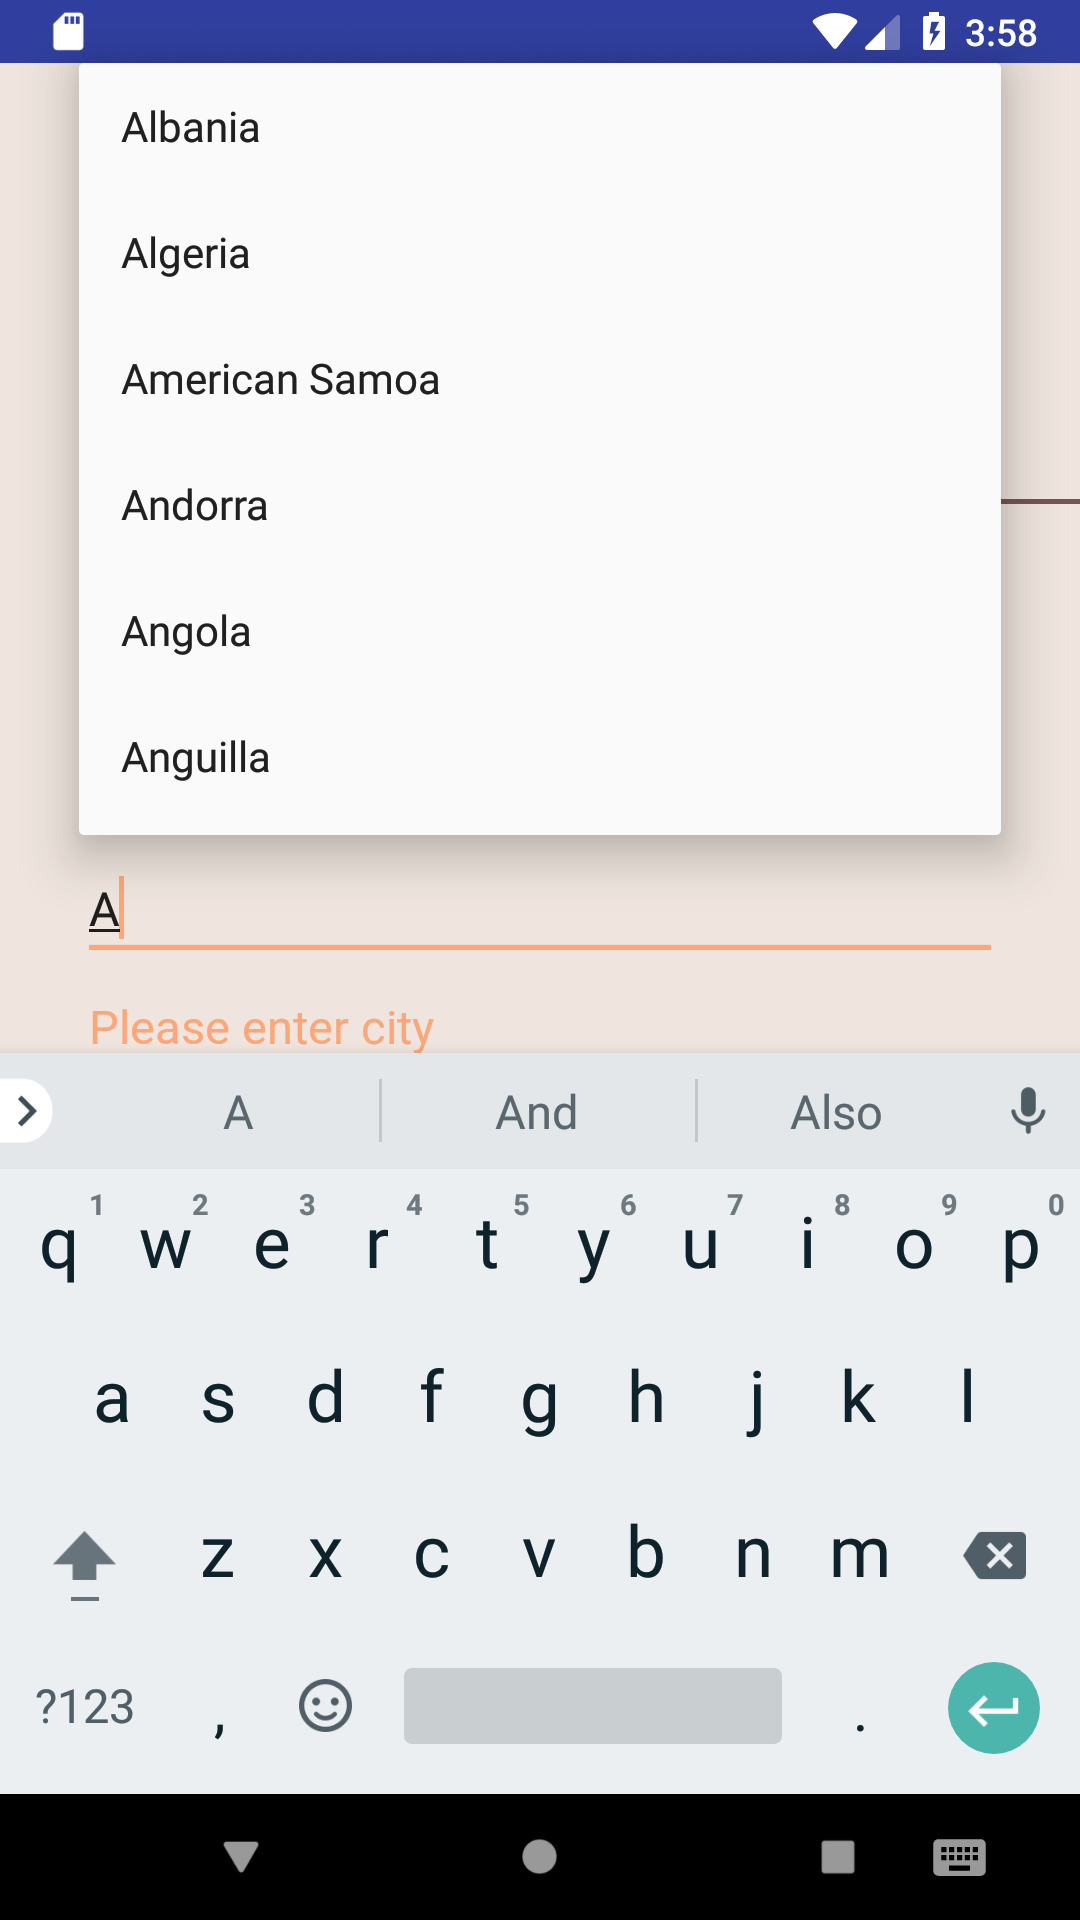 3:58
Albania
Algeria
American Samoa
Andorra
Angola
Anguilla
A
Please enter city
A And Also
1 2 3 4 5 6 7 8 9 0
q w e r t y u i o p
a s d f g h j k l
z x c v b n m
?123 , .